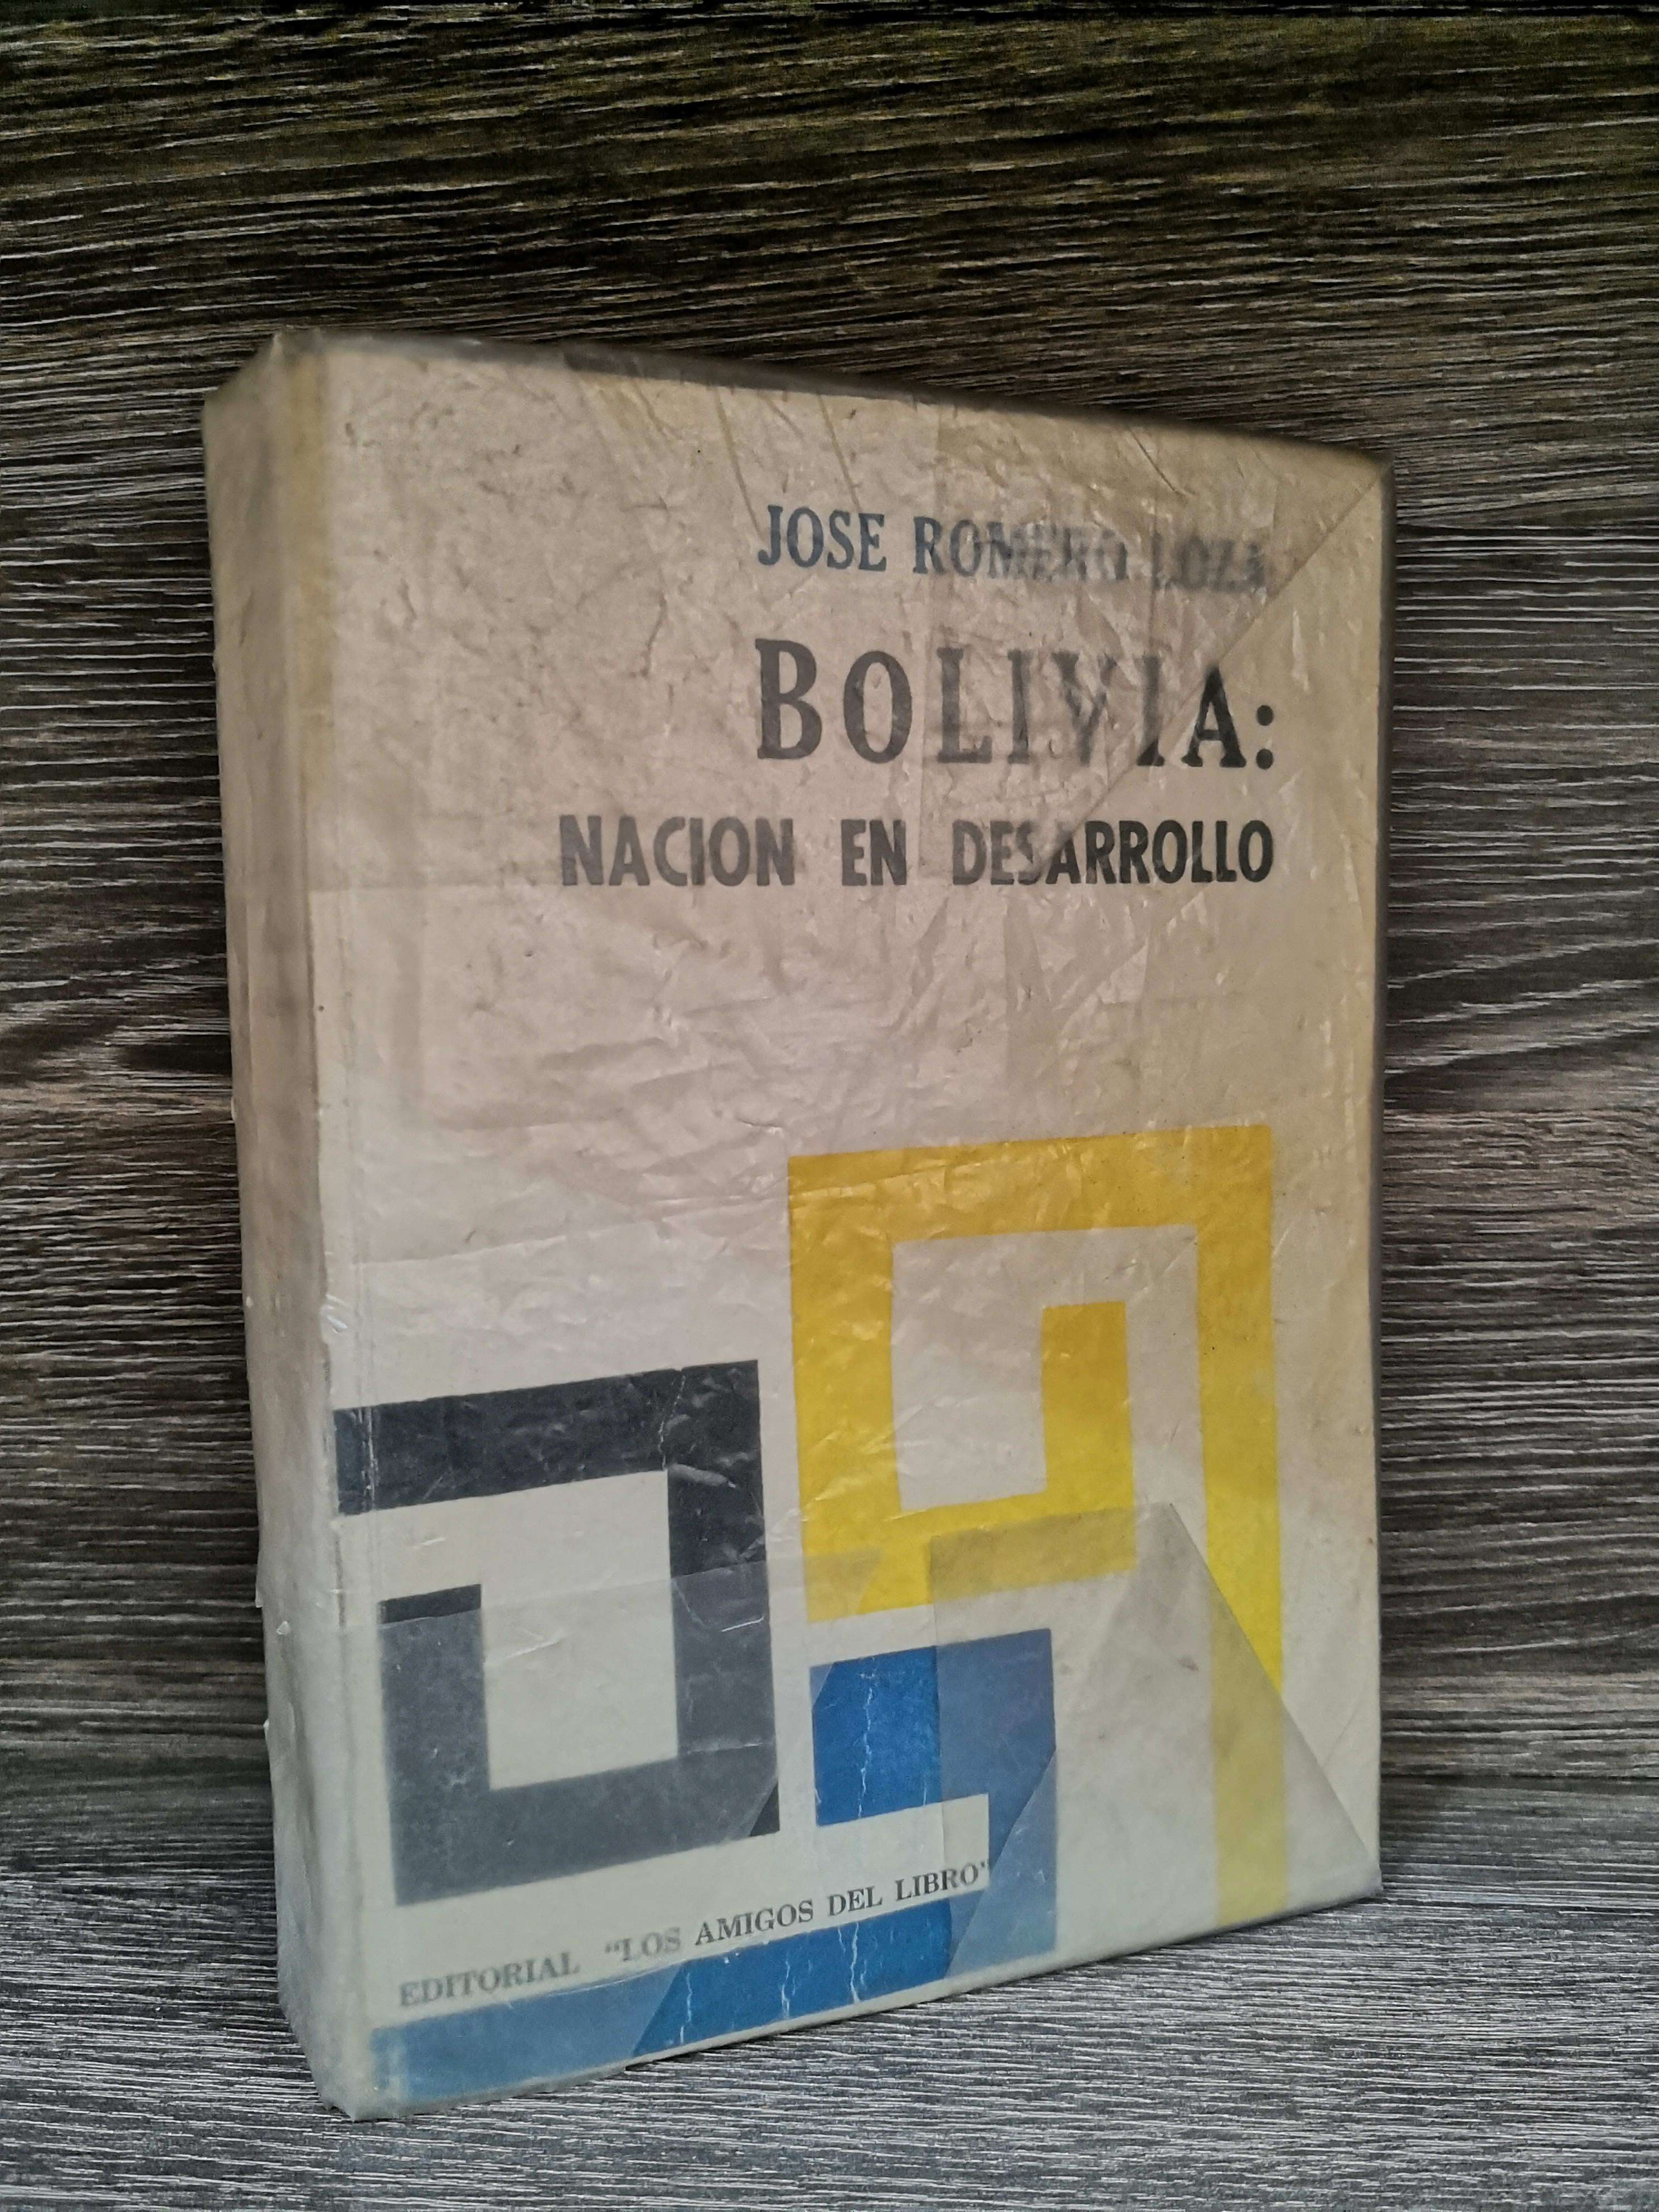 JOSE ROMERO LOZA
BOLIVIA:
NACION EN DESARROLLO
EDITORIAL "LOS AMIGOS DEL LIBRO"